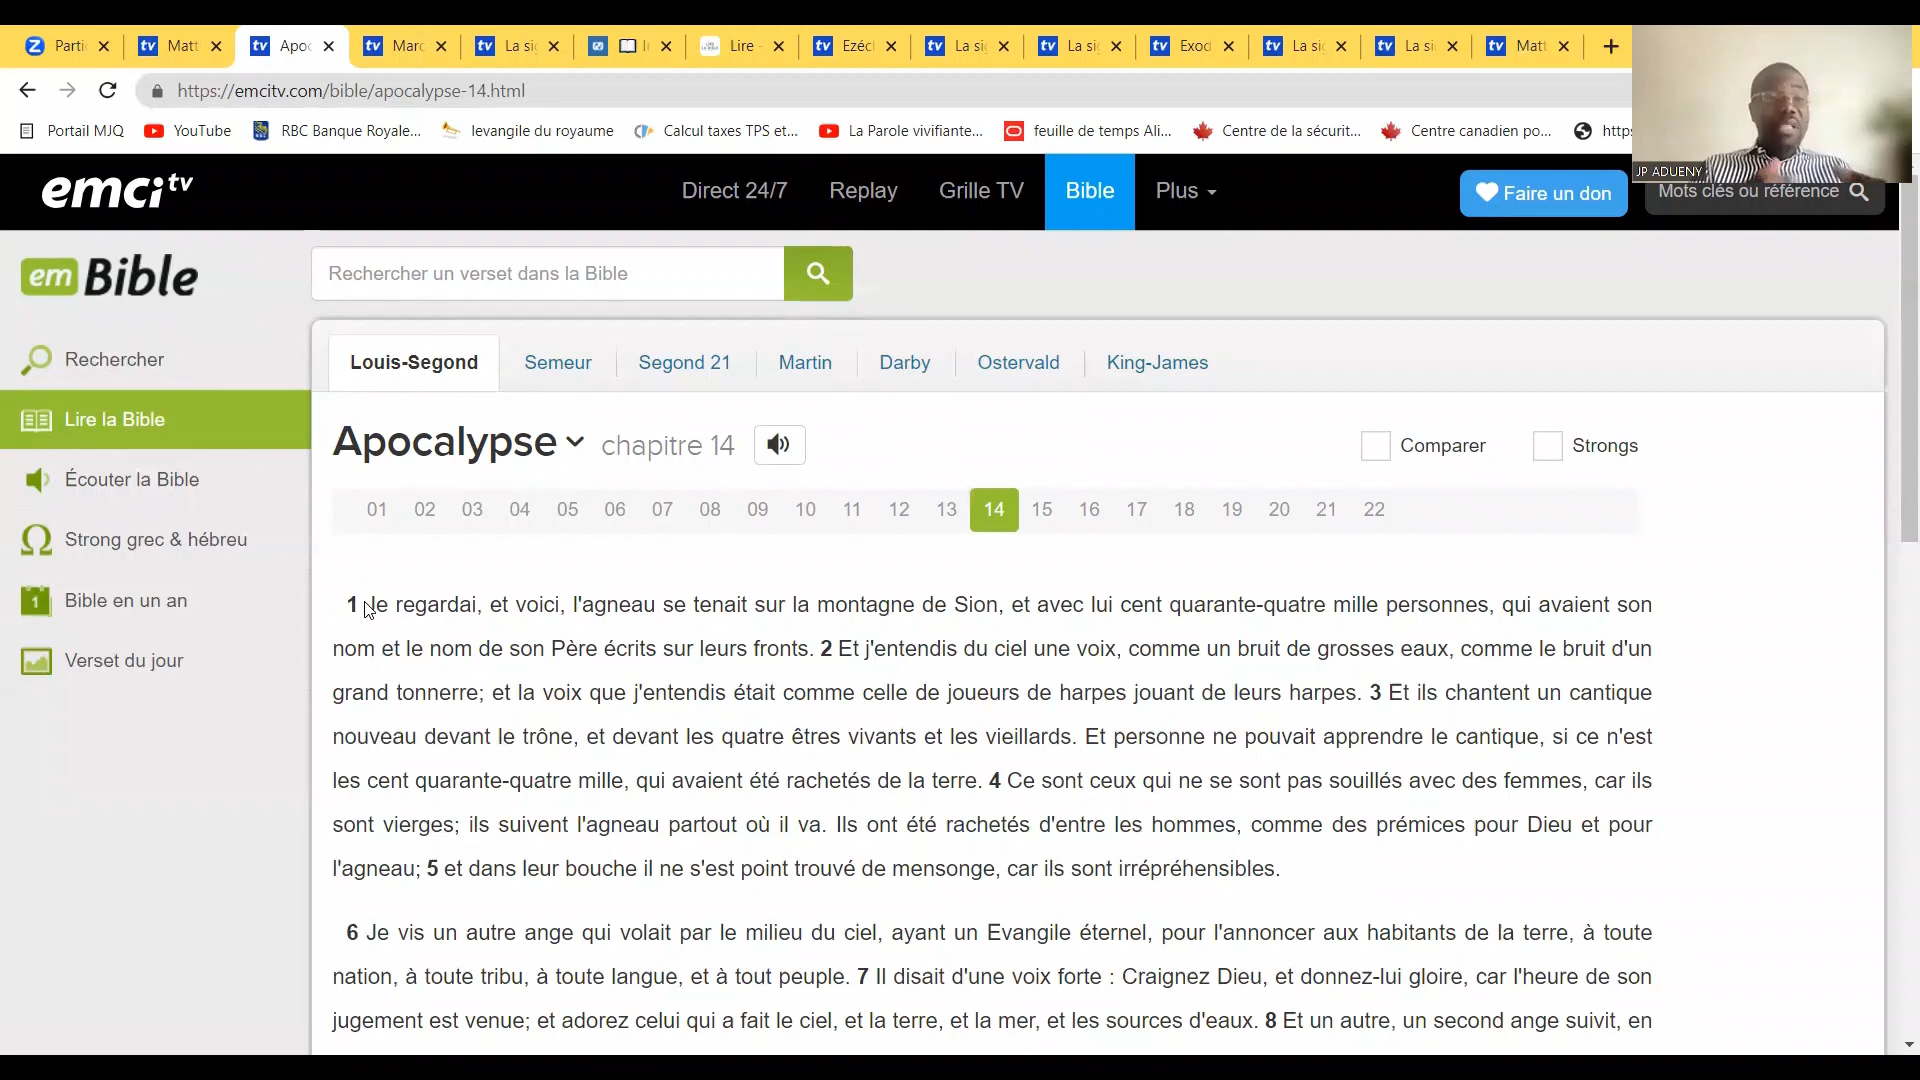 Parti
Matt
Apoc
Marc
La si
Lire -
Ezéc
La si
La si
Exod
La si
La si
Matt
https://emcitv.com/bible/apocalypse-14.html
Portail MJQ
YouTube
RBC Banque Royale...
levangile du royaume
Calcul taxes TPS et...
La Parole vivifiante...
feuille de temps Ali...
Centre de la sécurit...
Centre canadien po...
https
JP ADUENY
emci tv
Direct 24/7
Replay
Grille TV
Bible
Plus
Faire un don
Mots clés ou référence
em Bible
Rechercher un verset dans la Bible
Rechercher
Lire la Bible
Écouter la Bible
Strong grec & hébreu
1
Bible en un an
Verset du jour
Louis-Segond
Semeur
Segond 21
Martin
Darby
Ostervald
King-James
Apocalypse chapitre 14
Comparer
Strongs
01 02 03 04 05 06 07 08 09 10 11 12 13 14 15 16 17 18 19 20 21 22
1 Je regardai, et voici, l'agneau se tenait sur la montagne de Sion, et avec lui cent quarante-quatre mille personnes, qui avaient son
nom et le nom de son Père écrits sur leurs fronts. 2 Et j'entendis du ciel une voix, comme un bruit de grosses eaux, comme le bruit d'un
grand tonnerre; et la voix que j'entendis était comme celle de joueurs de harpes jouant de leurs harpes. 3 Et ils chantent un cantique
nouveau devant le trône, et devant les quatre êtres vivants et les vieillards. Et personne ne pouvait apprendre le cantique, si ce n'est
les cent quarante-quatre mille, qui avaient été rachetés de la terre. 4 Ce sont ceux qui ne se sont pas souillés avec des femmes, car ils
sont vierges; ils suivent l'agneau partout où il va. Ils ont été rachetés d'entre les hommes, comme des prémices pour Dieu et pour
l'agneau; 5 et dans leur bouche il ne s'est point trouvé de mensonge, car ils sont irrépréhensibles.
6 Je vis un autre ange qui volait par le milieu du ciel, ayant un Evangile éternel, pour l'annoncer aux habitants de la terre, à toute
nation, à toute tribu, à toute langue, et à tout peuple. 7 Il disait d'une voix forte : Craignez Dieu, et donnez-lui gloire, car l'heure de son
jugement est venue; et adorez celui qui a fait le ciel, et la terre, et la mer, et les sources d'eaux. 8 Et un autre, un second ange suivit, en